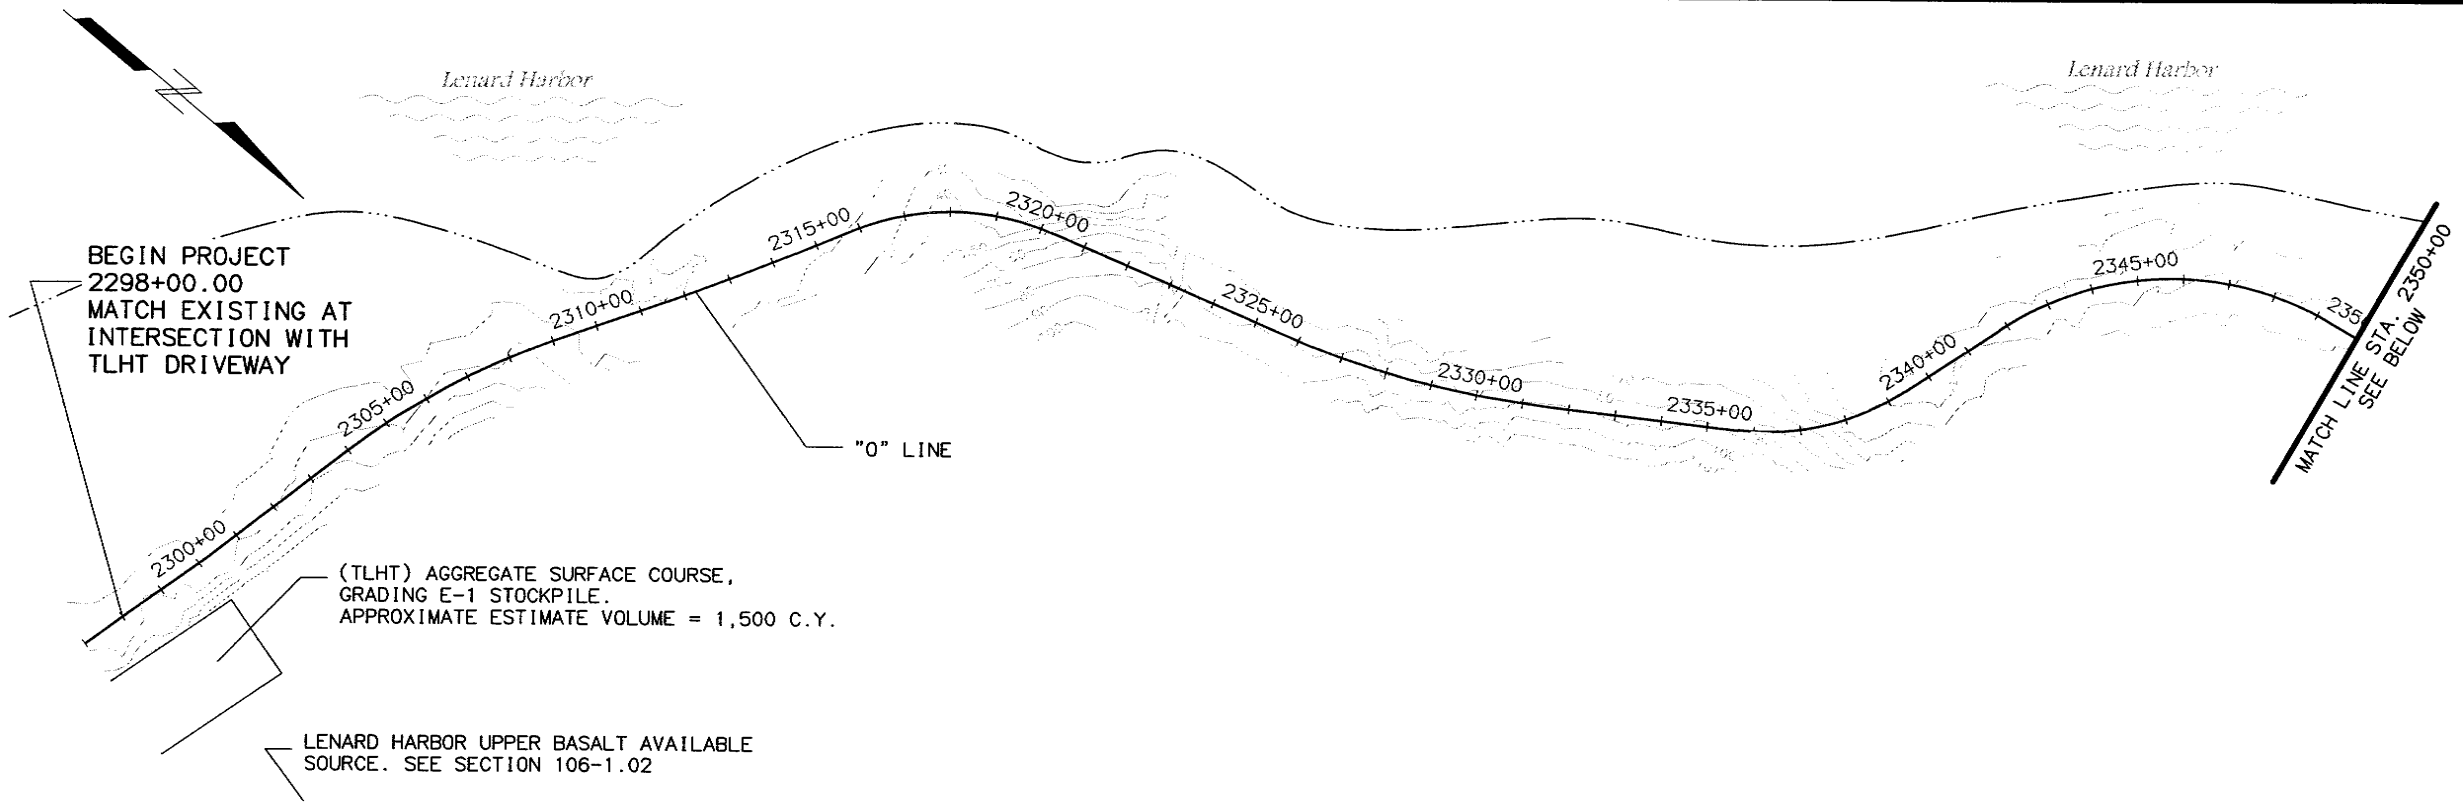 Lenard Harbor
Lenard Harbor
BEGIN PROJECT
2298+00.00
MATCH EXISTING AT
INTERSECTION WITH
TLHT DRIVEWAY
2300+00
2305+00
2310+00
2315+00
2320+00
2325+00
2330+00
2335+00
2340+00
2345+00
235
MATCH LINE STA. 2350+00
SEE BELOW
"O" LINE
(TLHT) AGGREGATE SURFACE COURSE,
GRADING E-1 STOCKPILE.
APPROXIMATE ESTIMATE VOLUME = 1,500 C.Y.
LENARD HARBOR UPPER BASALT AVAILABLE
SOURCE. SEE SECTION 106-1.02